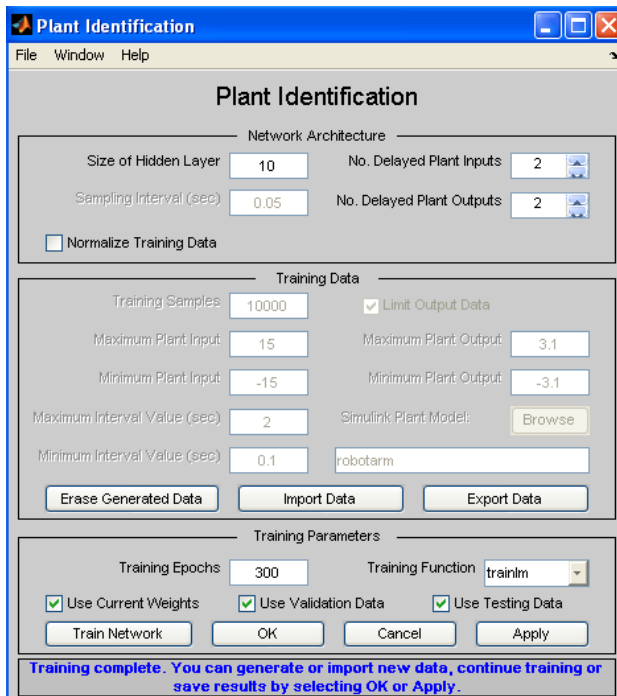 Plant Identification
File Window Help
Plant Identification
Network Architecture
Size of Hidden Layer 10 No. Delayed Plant Inputs 2
Sampling Interval (sec) 0.05 No. Delayed Plant Outputs 2
Normalize Training Data
Training Data
Training Samples 10000 Limit Output Data
Maximum Plant Input 15 Maximum Plant Output 3.1
Minimum Plant Input -15 Minimum Plant Output -3.1
Maximum Interval Value (sec) 2 Simulink Plant Model: Browse
Minimum Interval Value (sec) 0.1 robotarm
Erase Generated Data Import Data Export Data
Training Parameters
Training Epochs 300 Training Function trainlm
Use Current Weights Use Validation Data Use Testing Data
Train Network OK Cancel Apply
Training complete. You can generate or import new data, continue training or
save results by selecting OK or Apply.